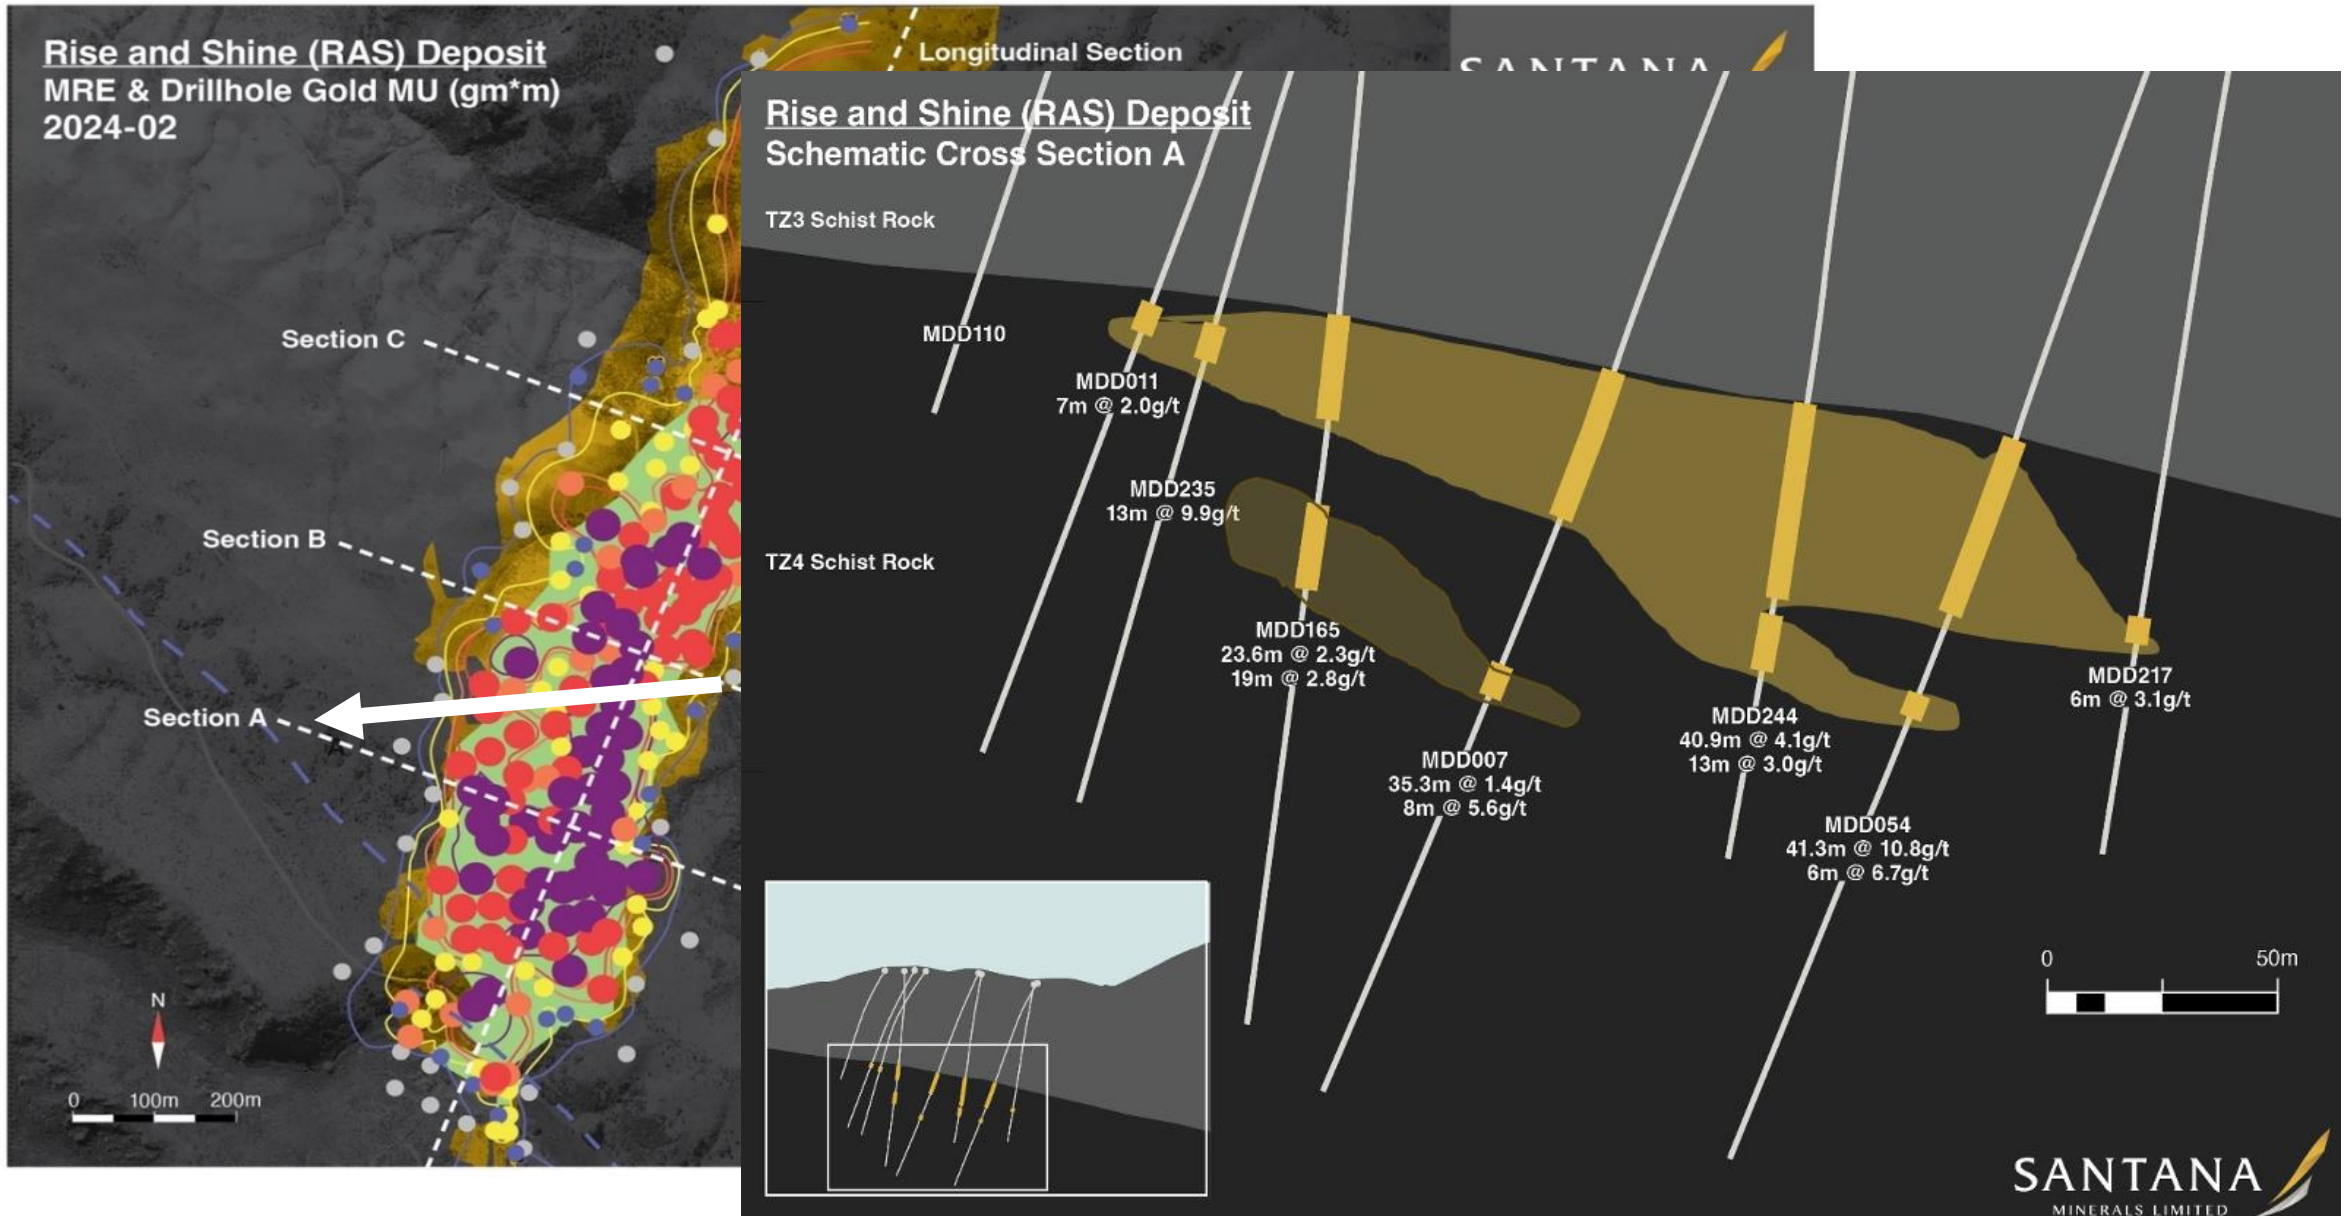 Rise and Shine (RAS) Deposit
MRE & Drillhole Gold MU (gm*m)
2024-02
Longitudinal Section
SANTANA
Section C
Section B
Section A
A
N
0 100m 200m
Rise and Shine (RAS) Deposit
Schematic Cross Section A
TZ3 Schist Rock
MDD110
MDD011
7m @ 2.0g/t
MDD235
13m @ 9.9g/t
TZ4 Schist Rock
MDD165
23.6m @ 2.3g/t
19m @ 2.8g/t
MDD007
35.3m @ 1.4g/t
8m @ 5.6g/t
MDD244
40.9m @ 4.1g/t
13m @ 3.0g/t
MDD054
41.3m @ 10.8g/t
6m @ 6.7g/t
MDD217
6m @ 3.1g/t
0 50m
SANTANA
MINERALS LIMITED